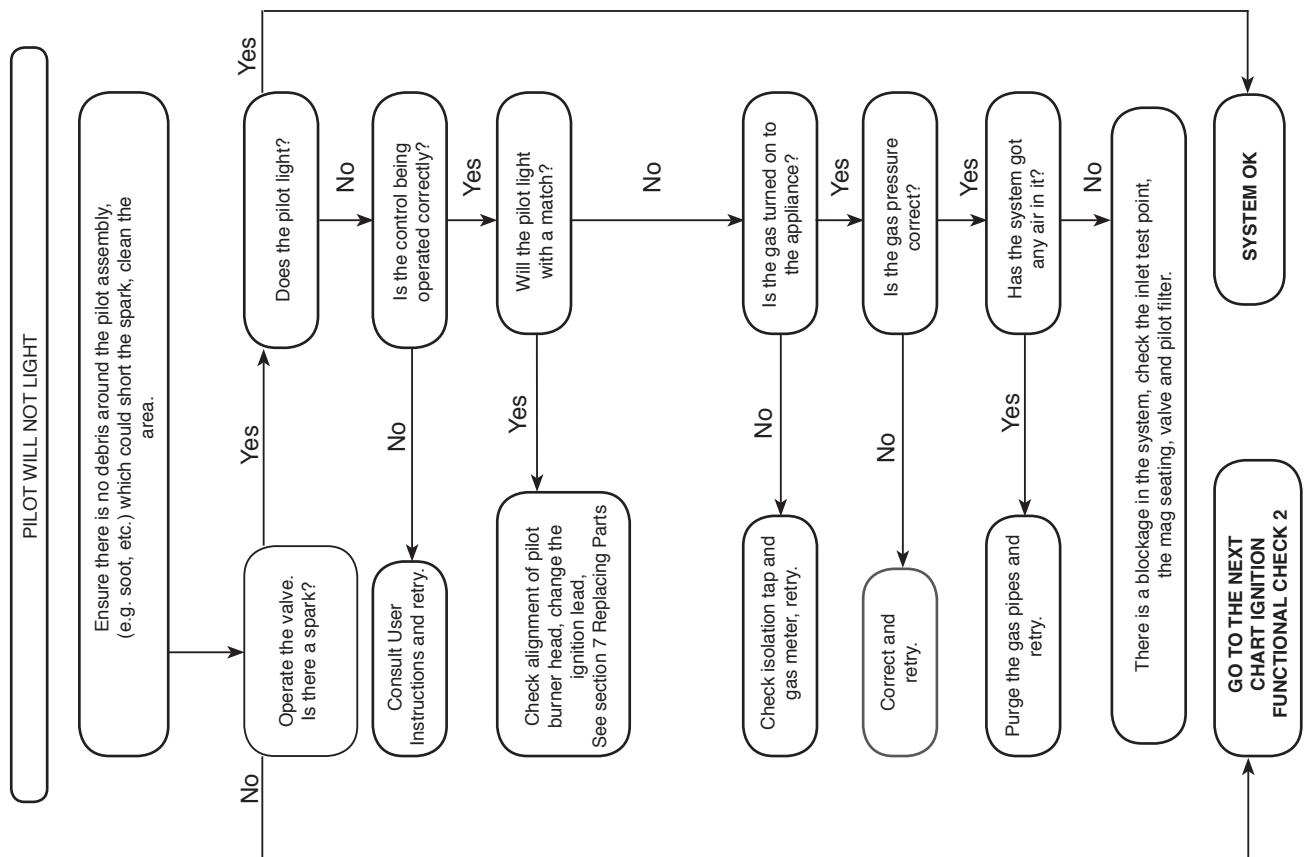 PILOT WILL NOT LIGHT
Ensure there is no debris around the pilot assembly,
(e.g. soot, etc.) which could short the spark, clean the
area.
Operate the valve.
Is there a spark?
No
Yes
Does the pilot light?
Yes
No
Is the control being
operated correctly?
No
Consult User
Instructions and retry.
Yes
Will the pilot light
with a match?
Yes
Check alignment of pilot
burner head, change the
ignition lead,
See section 7 Replacing Parts
No
Is the gas turned on to
the appliance?
No
Check isolation tap and
gas meter, retry.
Yes
Is the gas pressure
correct?
No
Correct and
retry.
Yes
Has the system got
any air in it?
Yes
Purge the gas pipes and
retry.
No
There is a blockage in the system, check the inlet test point,
the mag seating, valve and pilot filter.
GO TO THE NEXT
CHART IGNITION
FUNCTIONAL CHECK 2
SYSTEM OK